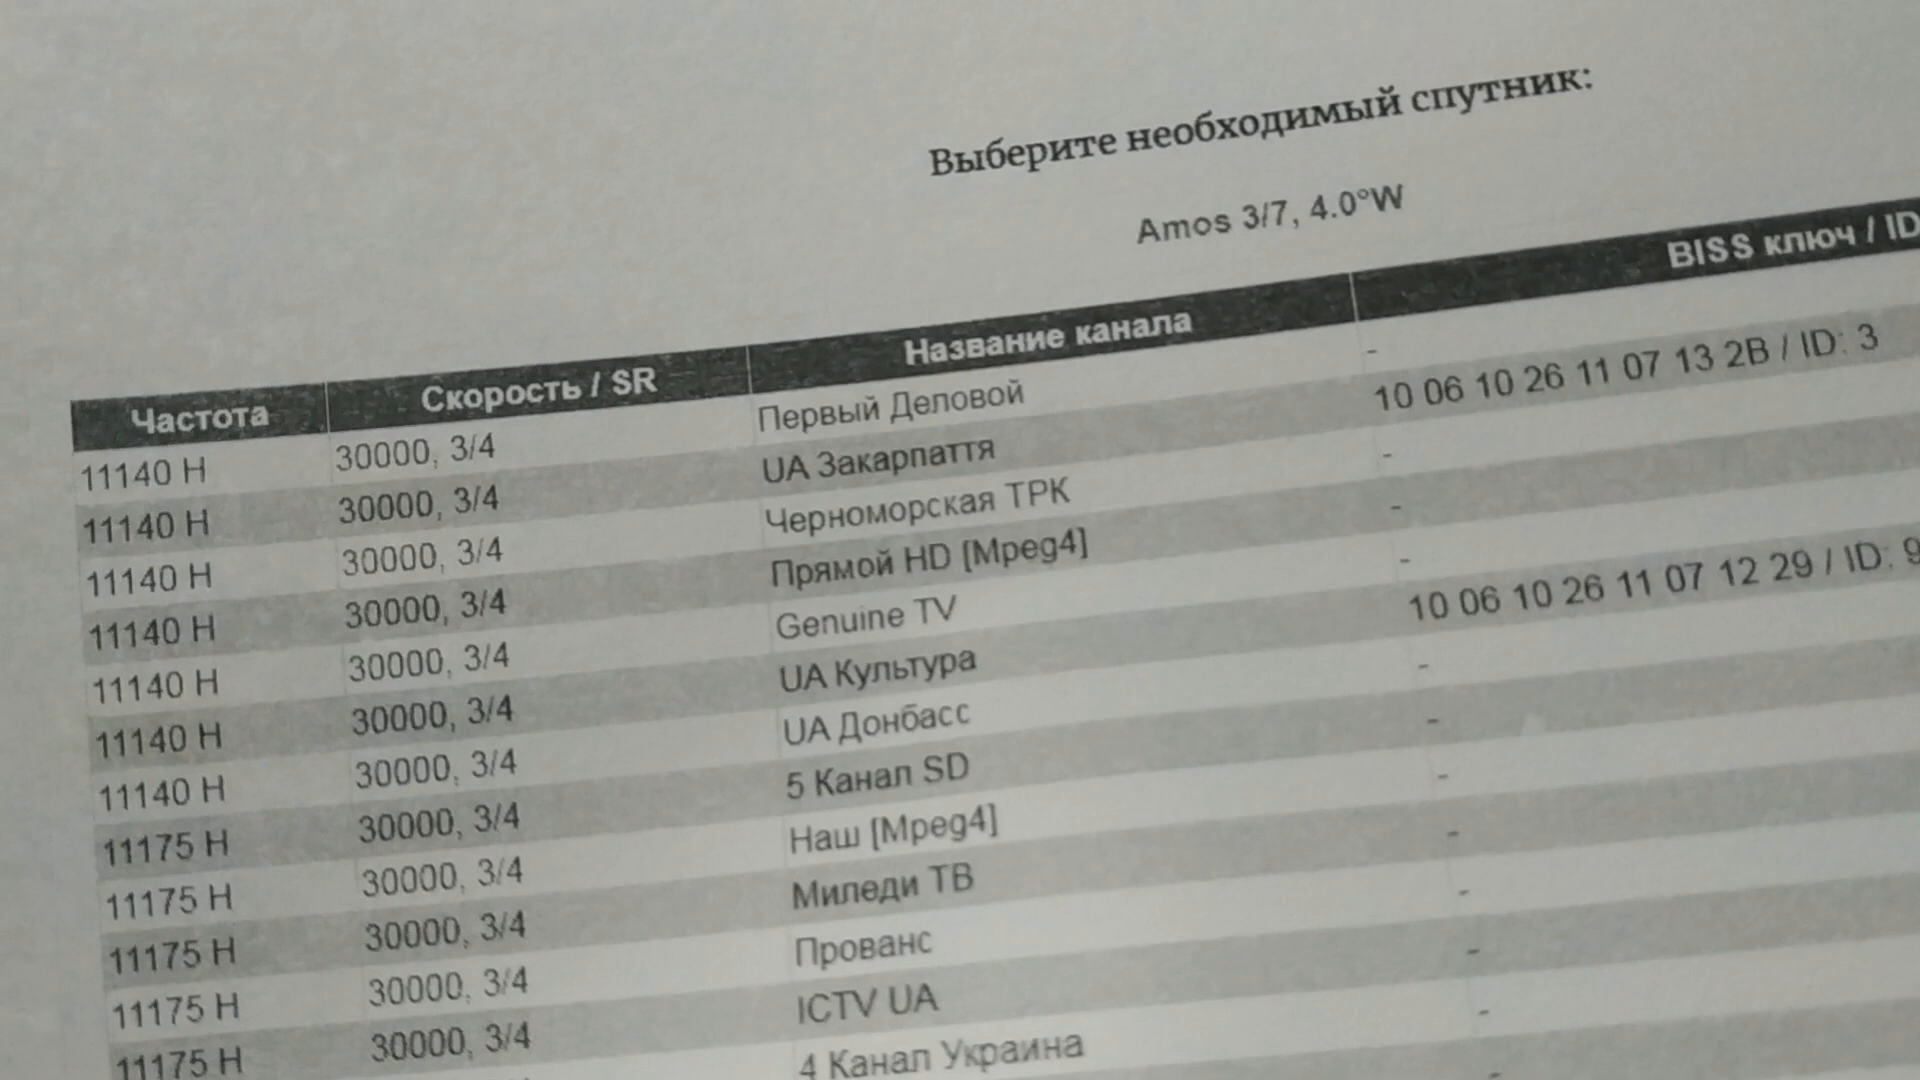 Выберите необходимый спутник:
Amos 3/7, 4.0°W
Частота Скорость / SR Название канала BISS ключ / ID
11140 H 30000, 3/4 Первый Деловой -
11140 H 30000, 3/4 UA Закарпаття 10 06 10 26 11 07 13 2B / ID: 3
11140 H 30000, 3/4 Черноморская ТРК -
11140 H 30000, 3/4 Прямой HD [Mpeg4] -
11140 H 30000, 3/4 Genuine TV -
11140 H 30000, 3/4 UA Культура 10 06 10 26 11 07 12 29 / ID: 9
11140 H 30000, 3/4 UA Донбасс -
11175 H 30000, 3/4 5 Канал SD -
11175 H 30000, 3/4 Наш [Mpeg4] -
11175 H 30000, 3/4 Миледи ТВ -
11175 H 30000, 3/4 Прованс -
11175 H 30000, 3/4 ICTV UA -
4 Канал Украина -